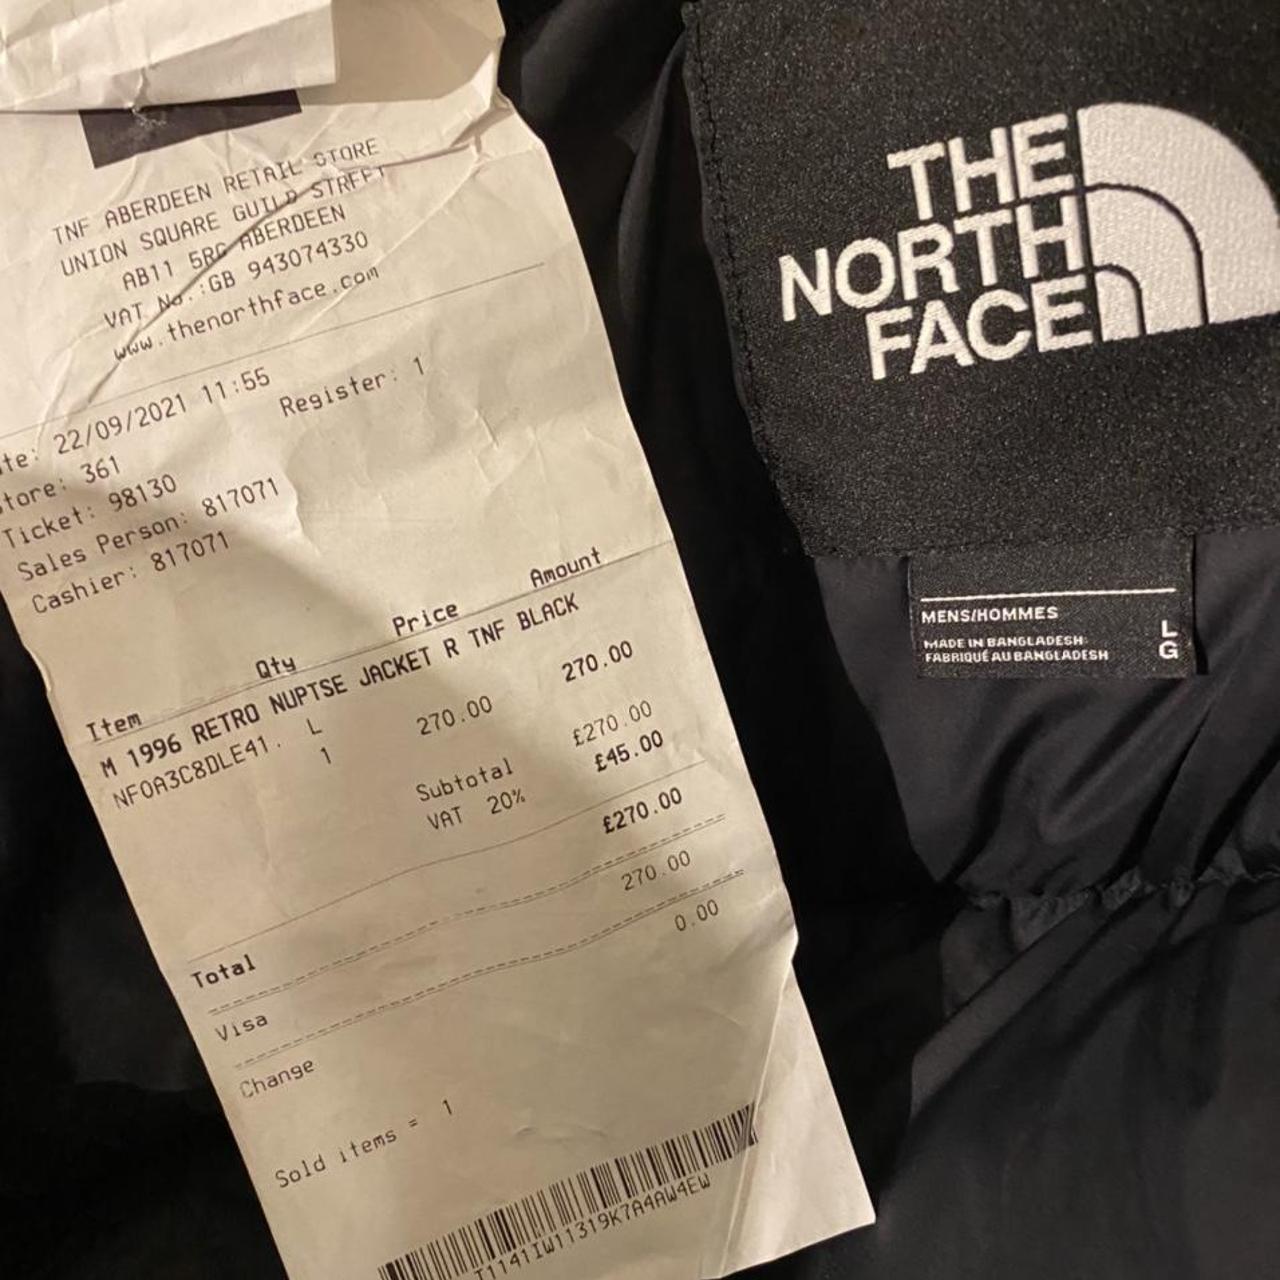 TNF ABERDEEN RETAIL STORE
UNION SQUARE GUILD STREET
AB11 5RG ABERDEEN
VAT No.:GB 943074330
www.thenorthface.com
te: 22/09/2021 11:55
tore: 361 Register: 1
Ticket: 98130
Sales Person: 817071
Cashier: 817071
Item Qty Price Amount
M 1996 RETRO NUPTSE JACKET R TNF BLACK
NF0A3C8DLE41. L
1 270.00 270.00
Subtotal £270.00
VAT 20% £45.00
Total £270.00
Visa 270.00
Change 0.00
Sold items = 1
T1141IW11319K7A4AW4EW
THE
NORTH
FACE
MENS/HOMMES
MADE IN BANGLADESH
FABRIQUÉ AU BANGLADESH
L
G